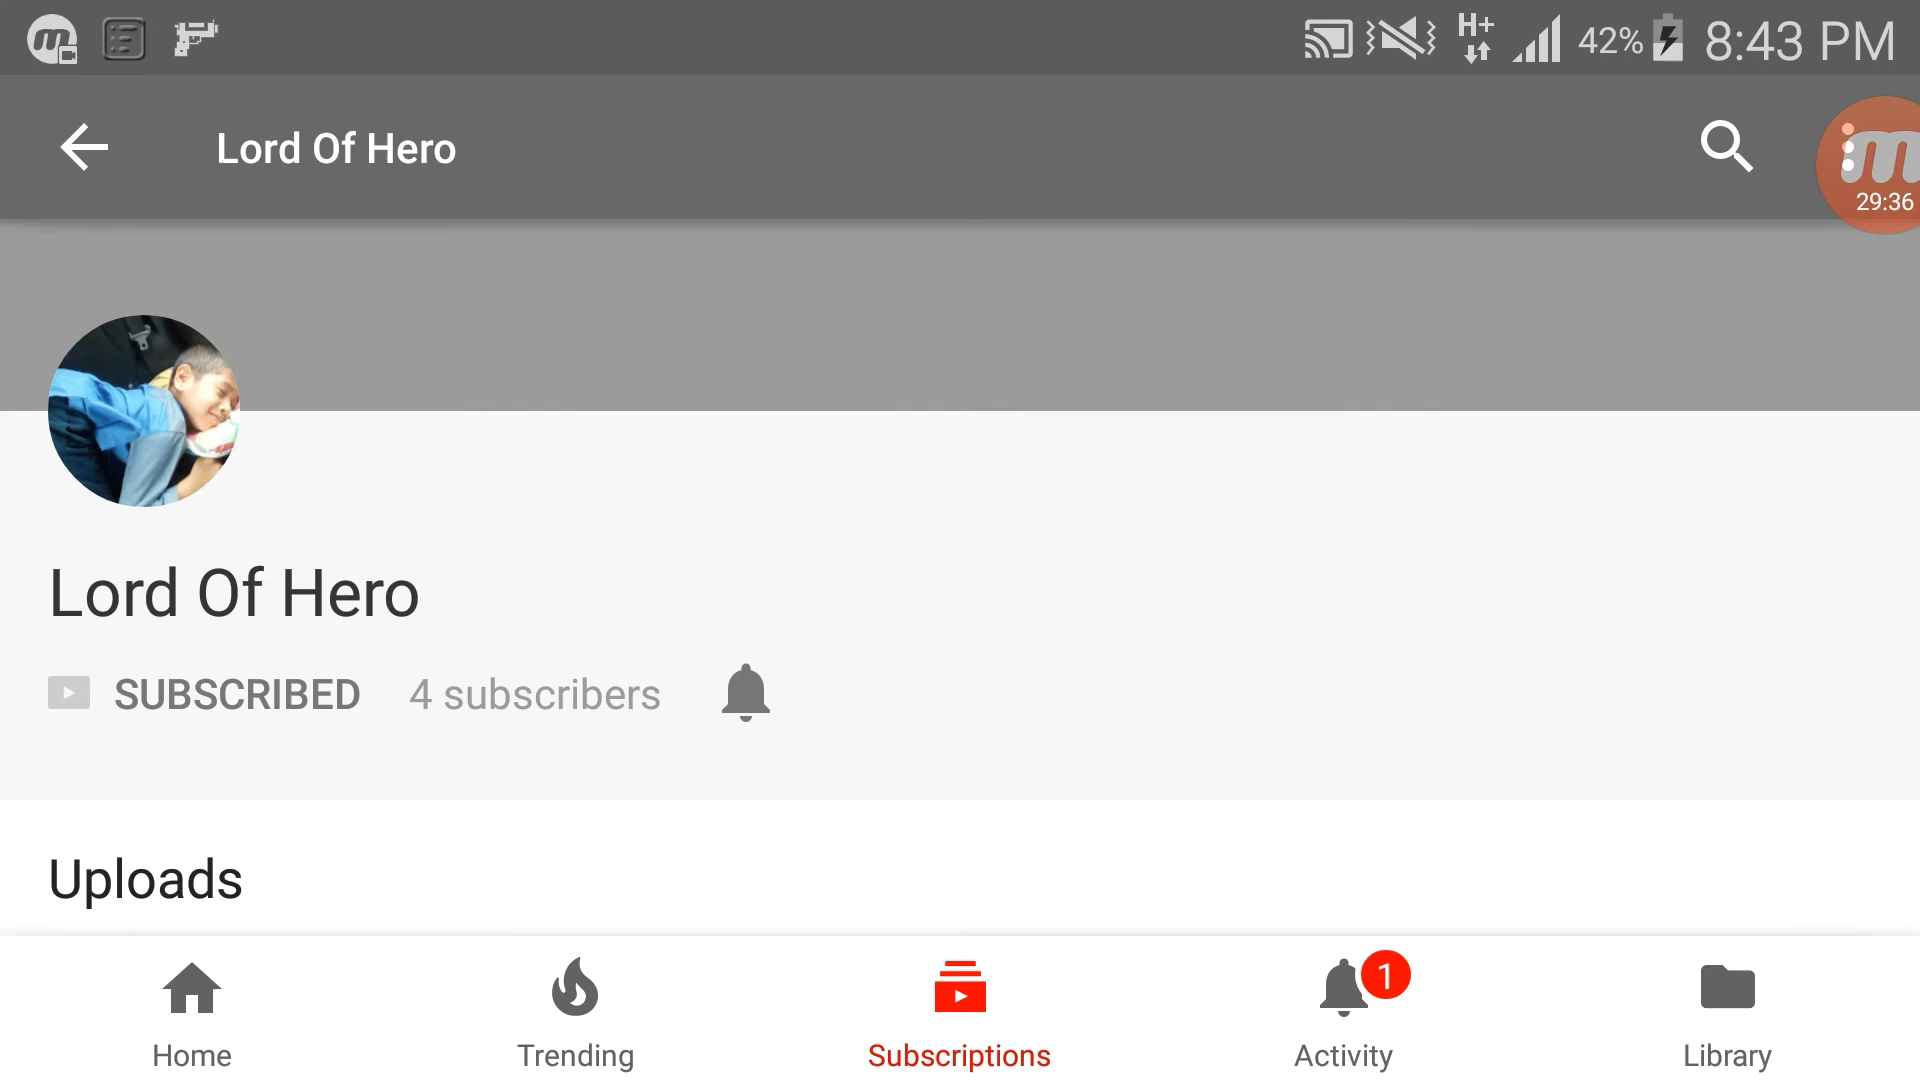 42% 8:43 PM
Lord Of Hero
29:36
Lord Of Hero
SUBSCRIBED 4 subscribers
Uploads
1
Home Trending Subscriptions Activity Library